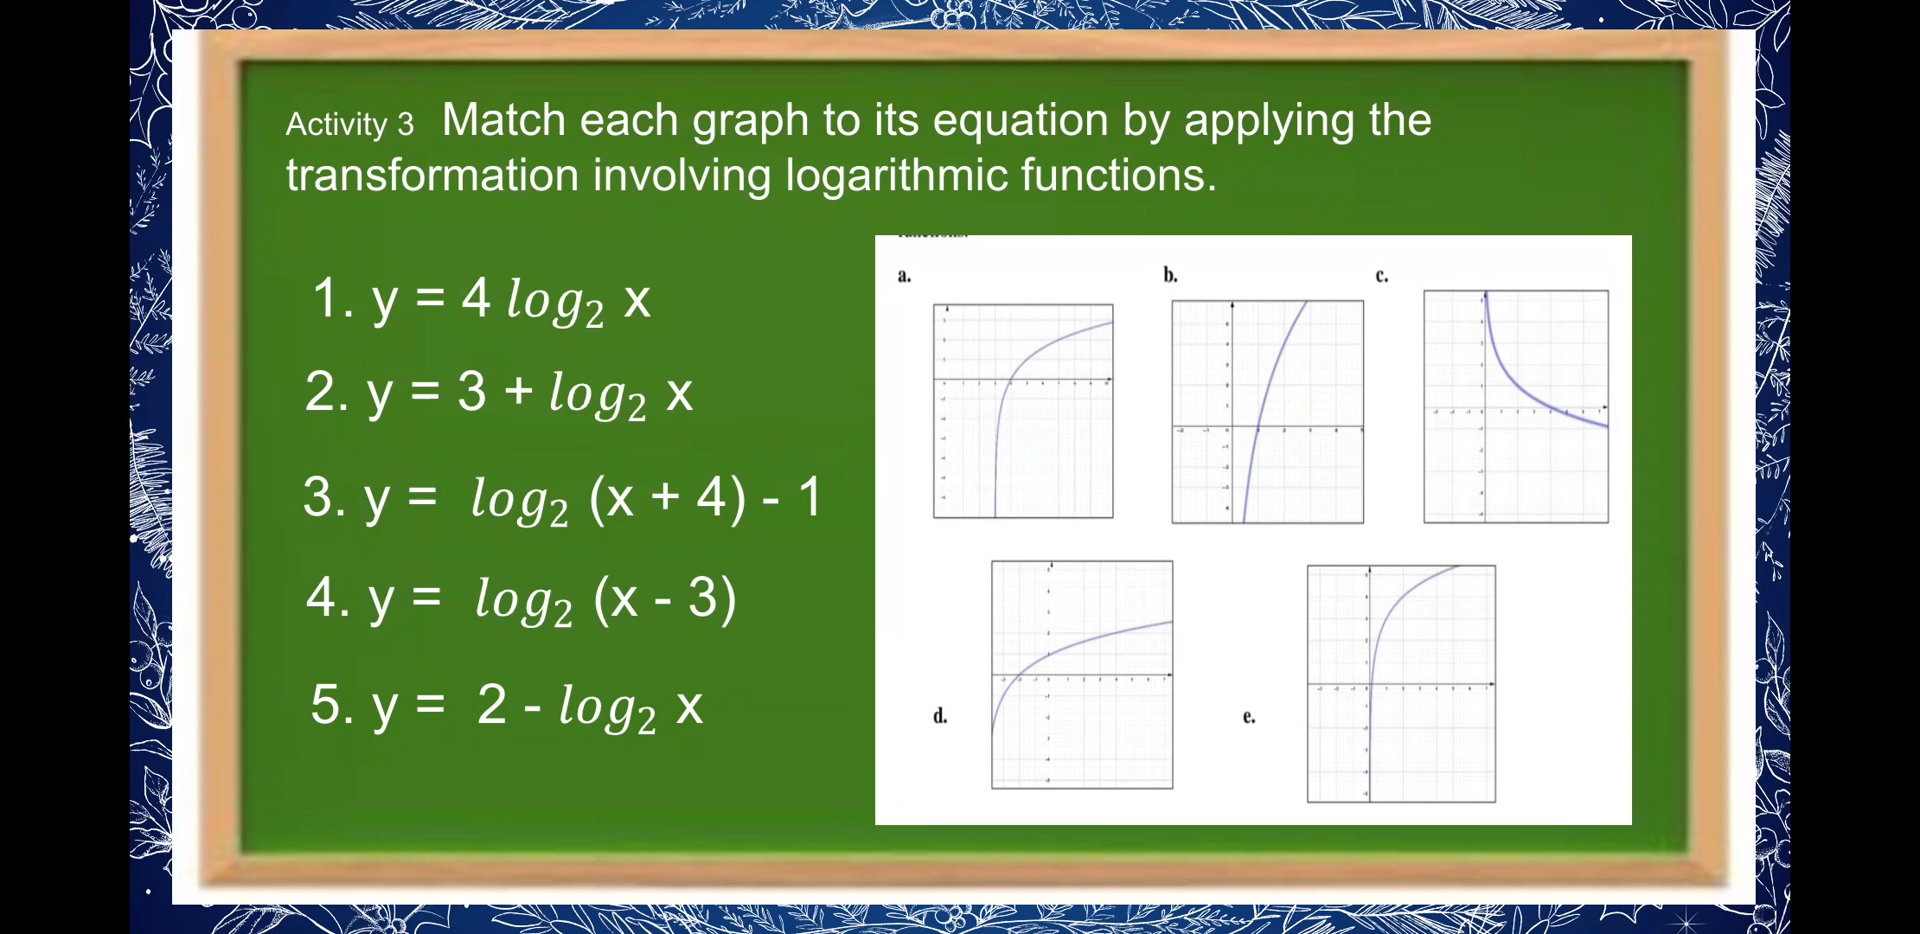 Activity 3 Match each graph to its equation by applying the
transformation involving logarithmic functions.
1. y = 4 log₂ x
2. y = 3 + log₂ x
3. y = log₂ (x + 4) - 1
4. y = log₂ (x - 3)
5. y = 2 - log₂ x
a.
b.
c.
d.
e.